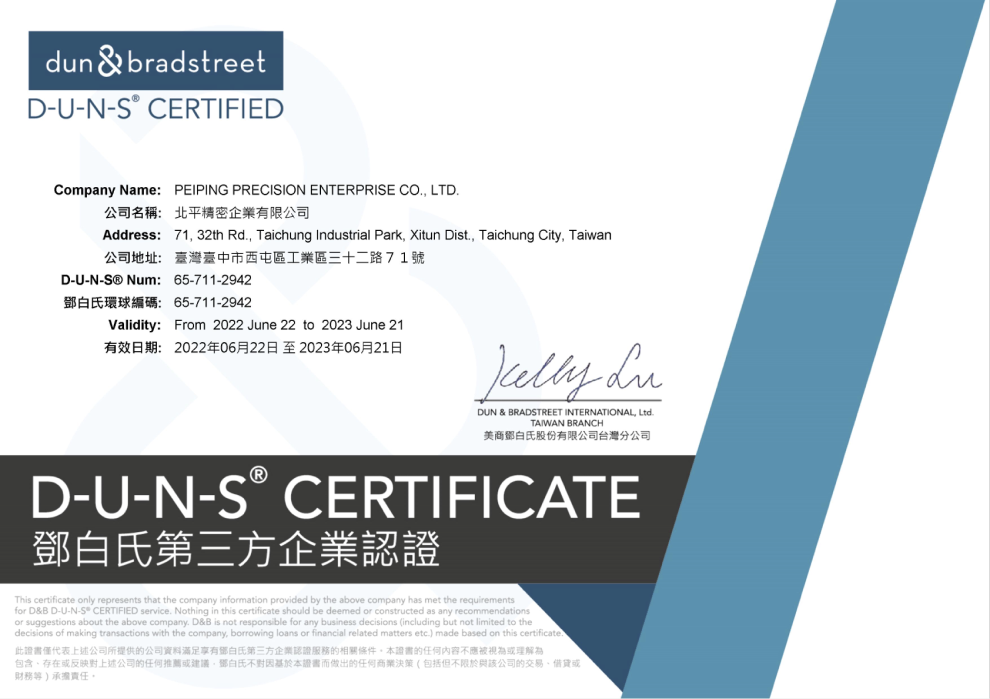 dun&bradstreet
D-U-N-S® CERTIFIED
Company Name: PEIPING PRECISION ENTERPRISE CO., LTD.
公司名稱: 北平精密企業有限公司
Address: 71, 32th Rd., Taichung Industrial Park, Xitun Dist., Taichung City, Taiwan
公司地址: 臺灣臺中市西屯區工業區三十二路７１號
D-U-N-S® Num: 65-711-2942
鄧白氏環球編碼: 65-711-2942
Validity: From 2022 June 22 to 2023 June 21
有效日期: 2022年06月22日 至 2023年06月21日
Kelly Lu
DUN & BRADSTREET INTERNATIONAL, Ltd.
TAIWAN BRANCH
美商鄧白氏股份有限公司台灣分公司
D-U-N-S® CERTIFICATE
鄧白氏第三方企業認證
This certificate only represents that the company information provided by the above company has met the requirements
for D&B D-U-N-S® CERTIFIED service. Nothing in this certificate should be deemed or constructed as any recommendations
or suggestions about the above company. D&B is not responsible for any business decisions (including but not limited to the
decisions of making transactions with the company, borrowing loans or financial related matters etc.) made based on this certificate.
此證書僅代表上述公司所提供的公司資料滿足享有鄧白氏第三方企業認證服務的相關條件。本證書的任何內容不應被視為或理解為
包含、存在或反映對上述公司的任何推薦或建議，鄧白氏不對因基於本證書而做出的任何商業決策（包括但不限於與該公司的交易、借貸或
財務等）承擔責任。